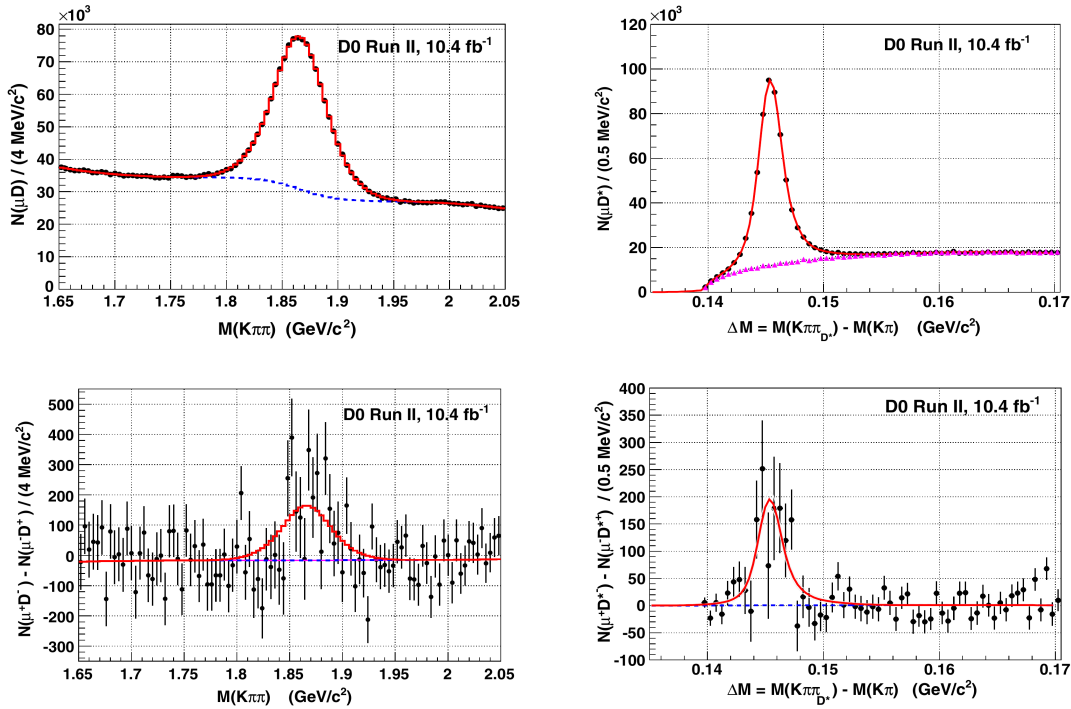 ×10³
80
70
60
50
40
30
20
10
0
1.65 1.7 1.75 1.8 1.85 1.9 1.95 2 2.05
N(μD) / (4 MeV/c²)
M(Kππ) (GeV/c²)
D0 Run II, 10.4 fb⁻¹
×10³
120
100
80
60
40
20
0
0.14 0.15 0.16 0.17
N(μD*) / (0.5 MeV/c²)
ΔM = M(Kππ_D*) - M(Kπ) (GeV/c²)
D0 Run II, 10.4 fb⁻¹
500
400
300
200
100
0
-100
-200
-300
1.65 1.7 1.75 1.8 1.85 1.9 1.95 2 2.05
N(μ⁺D⁻) - N(μ⁻D⁺) / (4 MeV/c²)
M(Kππ) (GeV/c²)
D0 Run II, 10.4 fb⁻¹
400
350
300
250
200
150
100
50
0
-50
-100
0.14 0.15 0.16 0.17
N(μ⁺D*⁻) - N(μ⁻D*⁺) / (0.5 MeV/c²)
ΔM = M(Kππ_D*) - M(Kπ) (GeV/c²)
D0 Run II, 10.4 fb⁻¹